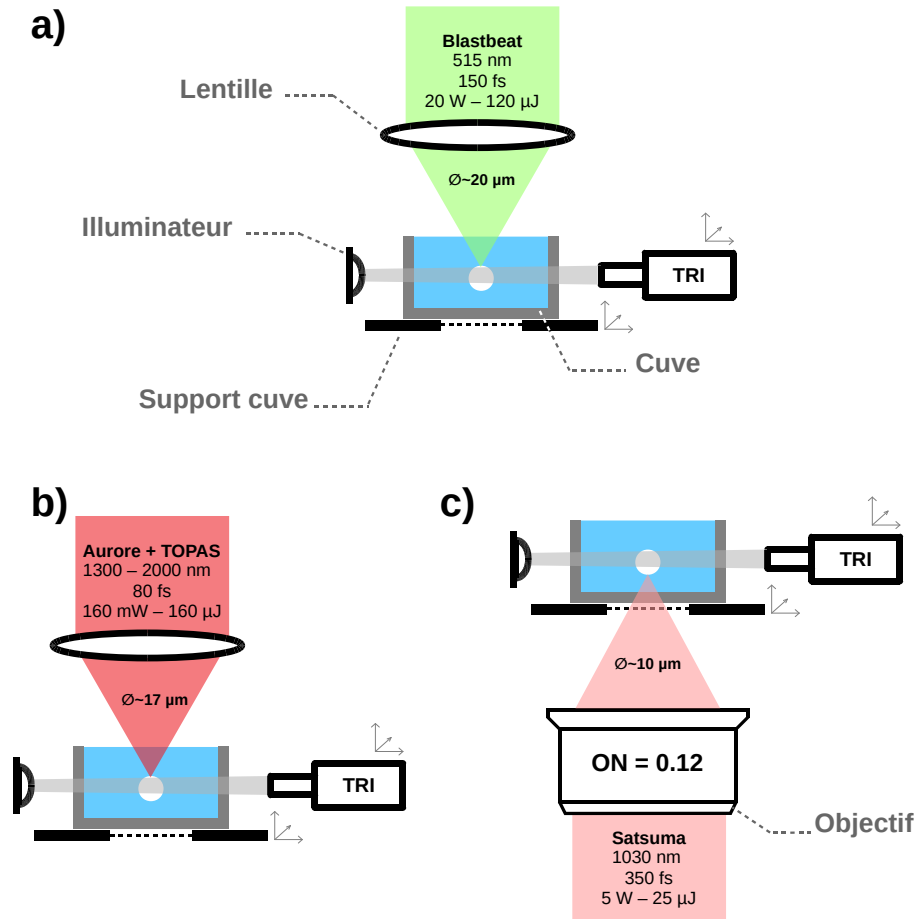 a)
Blastbeat
515 nm
150 fs
20 W – 120 µJ
Lentille
∅~20 µm
Illuminateur
TRI
Cuve
Support cuve
b)
Aurore + TOPAS
1300 – 2000 nm
80 fs
160 mW – 160 µJ
∅~17 µm
TRI
c)
TRI
∅~10 µm
ON = 0.12
Objectif
Satsuma
1030 nm
350 fs
5 W – 25 µJ